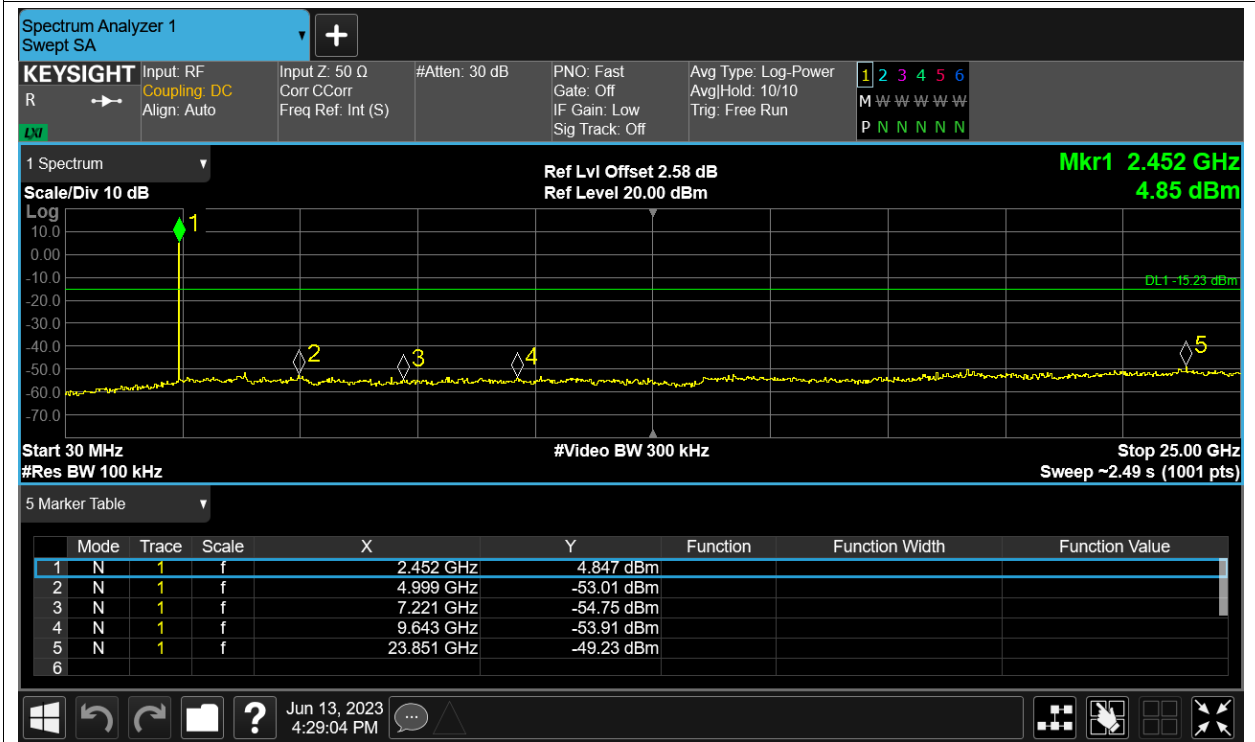 Spectrum Analyzer 1
Swept SA
+
KEYSIGHT
R
LXI
Input: RF
Coupling: DC
Align: Auto
Input Z: 50 Ω
Corr CCorr
Freq Ref: Int (S)
#Atten: 30 dB
PNO: Fast
Gate: Off
IF Gain: Low
Sig Track: Off
Avg Type: Log-Power
Avg|Hold: 10/10
Trig: Free Run
1 2 3 4 5 6
M W W W W W
P N N N N N
1 Spectrum
Scale/Div 10 dB
Ref Lvl Offset 2.58 dB
Ref Level 20.00 dBm
Mkr1 2.452 GHz
4.85 dBm
Log
10.0
0.00
-10.0
-20.0
-30.0
-40.0
-50.0
-60.0
-70.0
1
DL1 -15.23 dBm
2
3
4
5
Start 30 MHz
#Video BW 300 kHz
Stop 25.00 GHz
#Res BW 100 kHz
Sweep ~2.49 s (1001 pts)
5 Marker Table
Mode Trace Scale X Y Function Function Width Function Value
1 N 1 f 2.452 GHz 4.847 dBm
2 N 1 f 4.999 GHz -53.01 dBm
3 N 1 f 7.221 GHz -54.75 dBm
4 N 1 f 9.643 GHz -53.91 dBm
5 N 1 f 23.851 GHz -49.23 dBm
6
?
Jun 13, 2023
4:29:04 PM